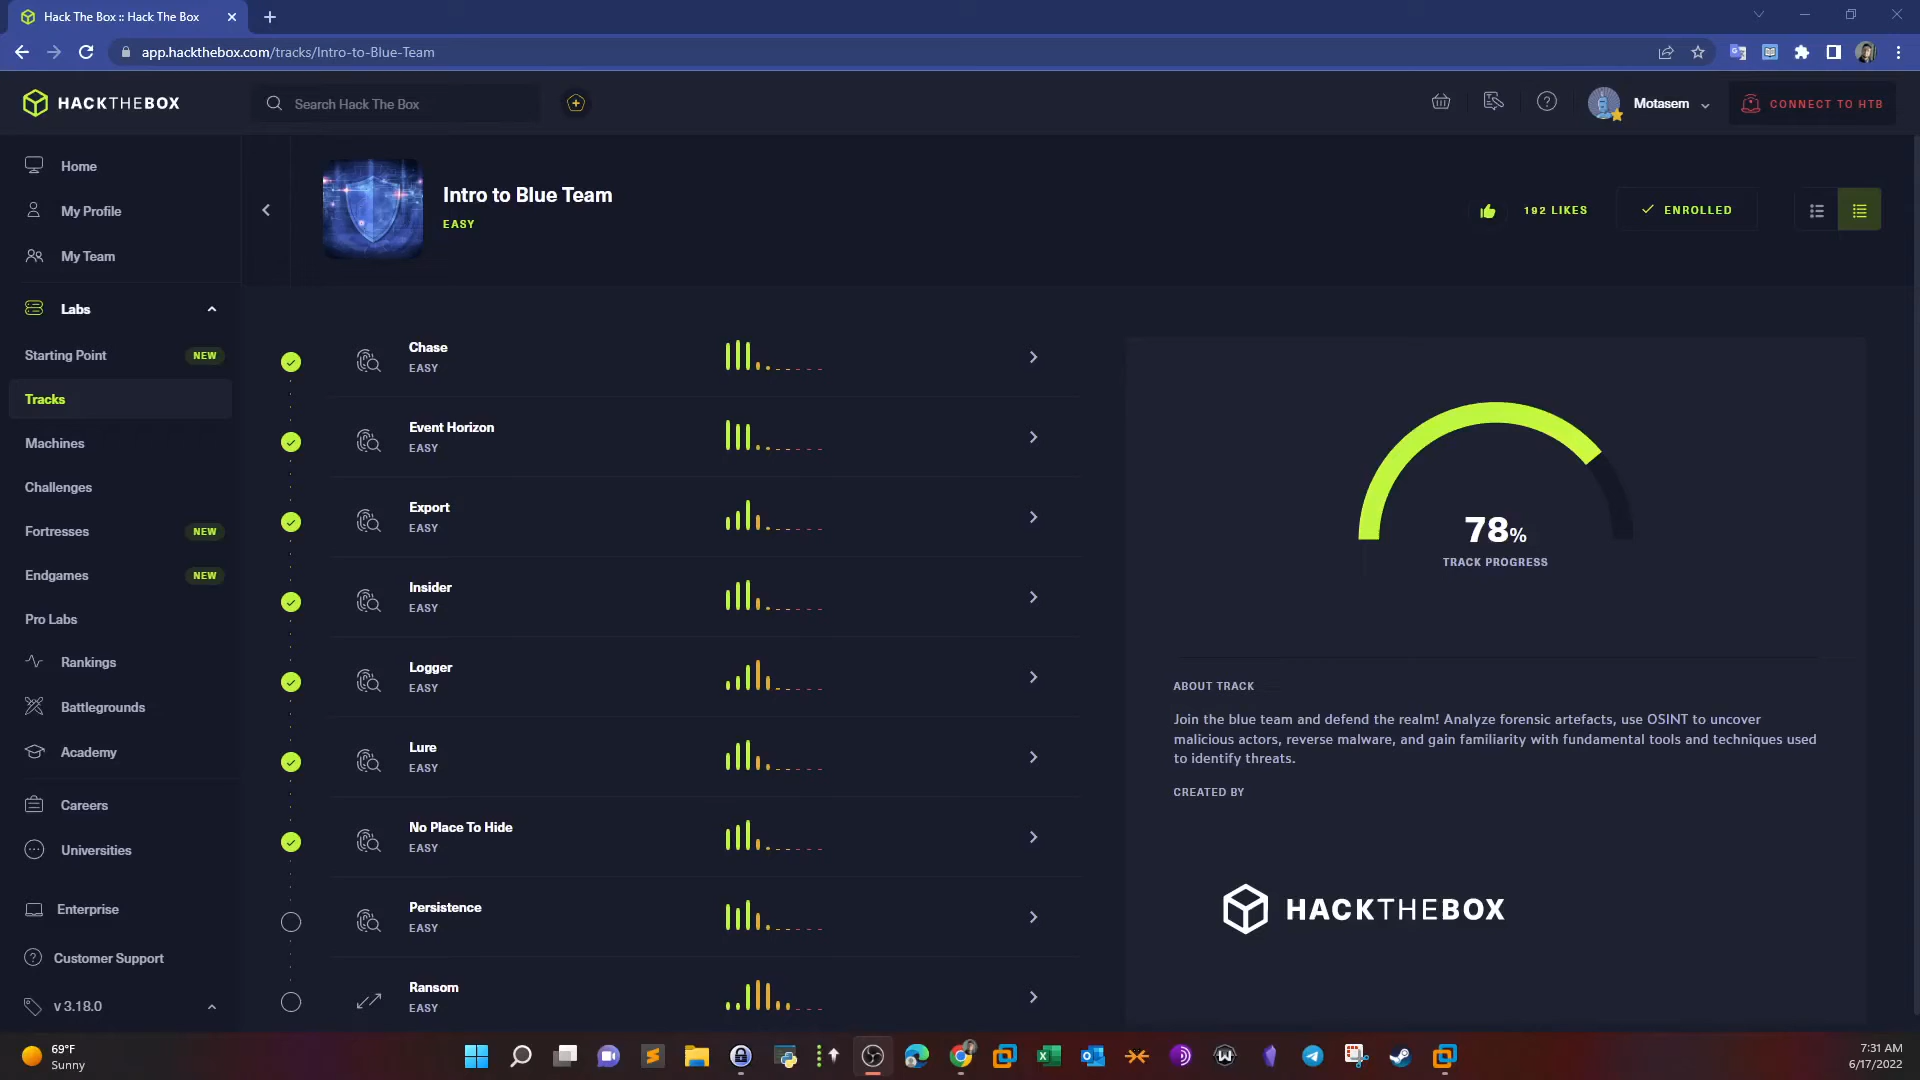 Hack The Box :: Hack The Box
app.hackthebox.com/tracks/Intro-to-Blue-Team
HACKTHEBOX
Search Hack The Box
Motasem
CONNECT TO HTB
Home
My Profile
My Team
Labs
Starting Point NEW
Tracks
Machines
Challenges
Fortresses NEW
Endgames NEW
Pro Labs
Rankings
Battlegrounds
Academy
Careers
Universities
Enterprise
Customer Support
v 3.18.0
Intro to Blue Team
EASY
192 LIKES
ENROLLED
Chase
EASY
Event Horizon
EASY
Export
EASY
Insider
EASY
Logger
EASY
Lure
EASY
No Place To Hide
EASY
Persistence
EASY
Ransom
EASY
78%
TRACK PROGRESS
ABOUT TRACK
Join the blue team and defend the realm! Analyze forensic artefacts, use OSINT to uncover
malicious actors, reverse malware, and gain familiarity with fundamental tools and techniques used
to identify threats.
CREATED BY
HACKTHEBOX
69°F
Sunny
7:31 AM
6/17/2022